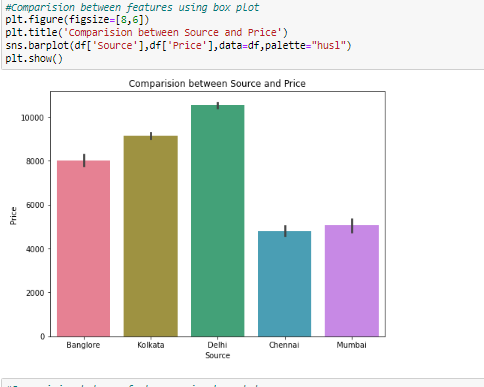 #Comparision between features using box plot
plt.figure(figsize=[8,6])
plt.title('Comparision between Source and Price')
sns.barplot(df['Source'],df['Price'],data=df,palette="husl")
plt.show()
Comparision between Source and Price
10000
8000
6000
4000
2000
0
Price
Banglore Kolkata Delhi Chennai Mumbai
Source